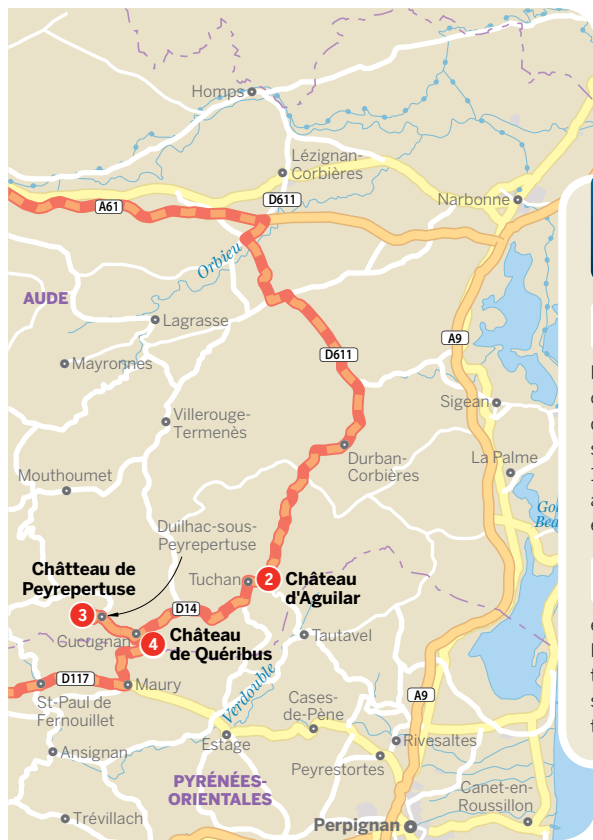 Homps
Lézignan-
Corbières
D611
Narbonne
A61
Orbieu
AUDE
Lagrasse
D611
A9
Mayronnes
Sigean
Villerouge-
Termenès
Durban-
Corbières
La Palme
Mouthoumet
Duilhac-sous-
Peyrepertuse
Châtteau de
Peyrepertuse
Tuchan
2
Château
d'Aguilar
3
D14
Cucugnan
4
Château
de Quéribus
Tautavel
D117
Maury
St-Paul de
Fernouillet
Verdouble
Cases-
de-Pène
A9
Estage
Rivesaltes
Ansignan
Peyrestortes
PYRÉNÉES-
ORIENTALES
Canet-en-
Roussillon
Trévillach
Perpignan